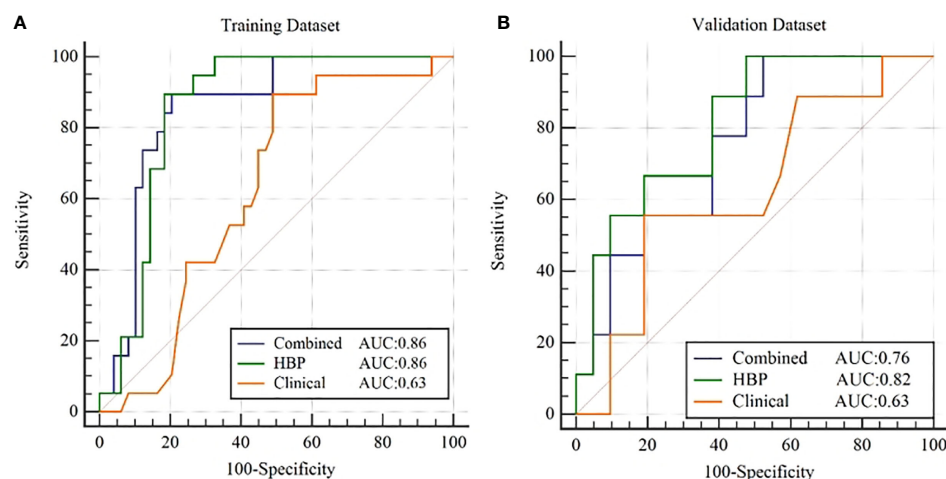 A
Training Dataset
100
80
60
40
20
0
Sensitivity
0 20 40 60 80 100
100-Specificity
Combined AUC:0.86
HBP AUC:0.86
Clinical AUC:0.63
B
Validation Dataset
100
80
60
40
20
0
Sensitivity
0 20 40 60 80 100
100-Specificity
Combined AUC:0.76
HBP AUC:0.82
Clinical AUC:0.63